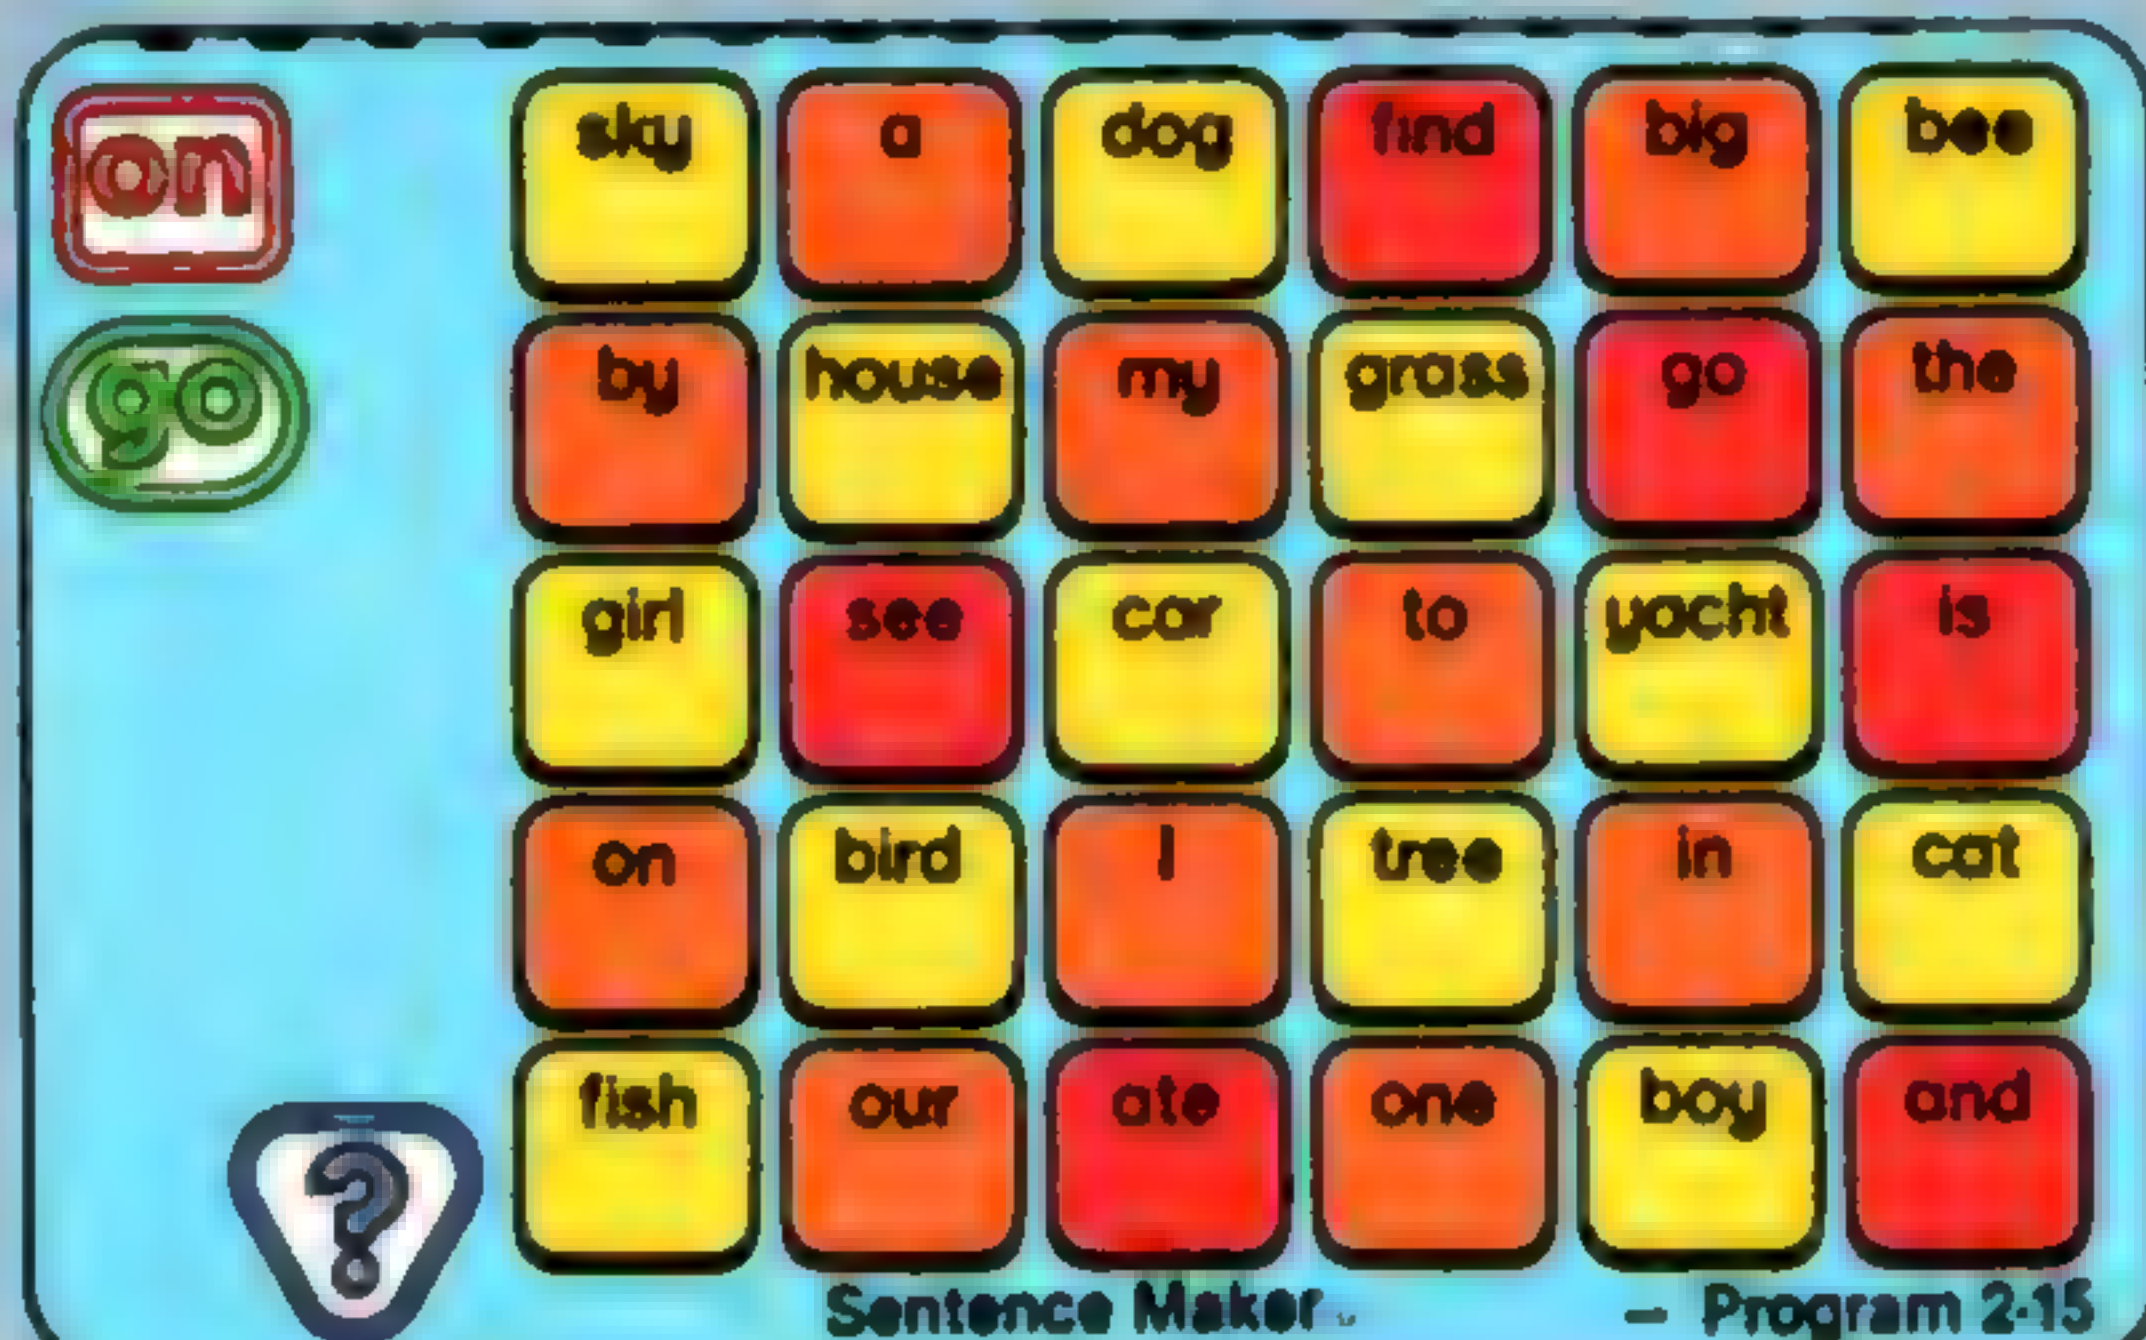 on
sky a dog find big bee
go
by house my grass go the
girl see car to yacht is
on bird I tree in cat
fish our ate one boy and
?
Sentence Maker - Program 2-15